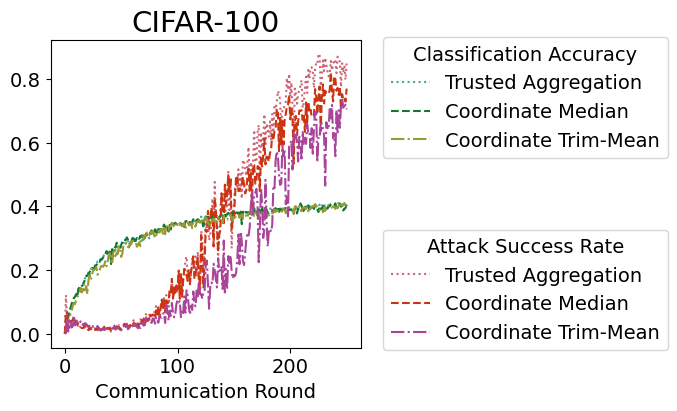 CIFAR-100
0.8
0.6
0.4
0.2
0.0
0
100
200
Communication Round
Classification Accuracy
Trusted Aggregation
Coordinate Median
Coordinate Trim-Mean
Attack Success Rate
Trusted Aggregation
Coordinate Median
Coordinate Trim-Mean